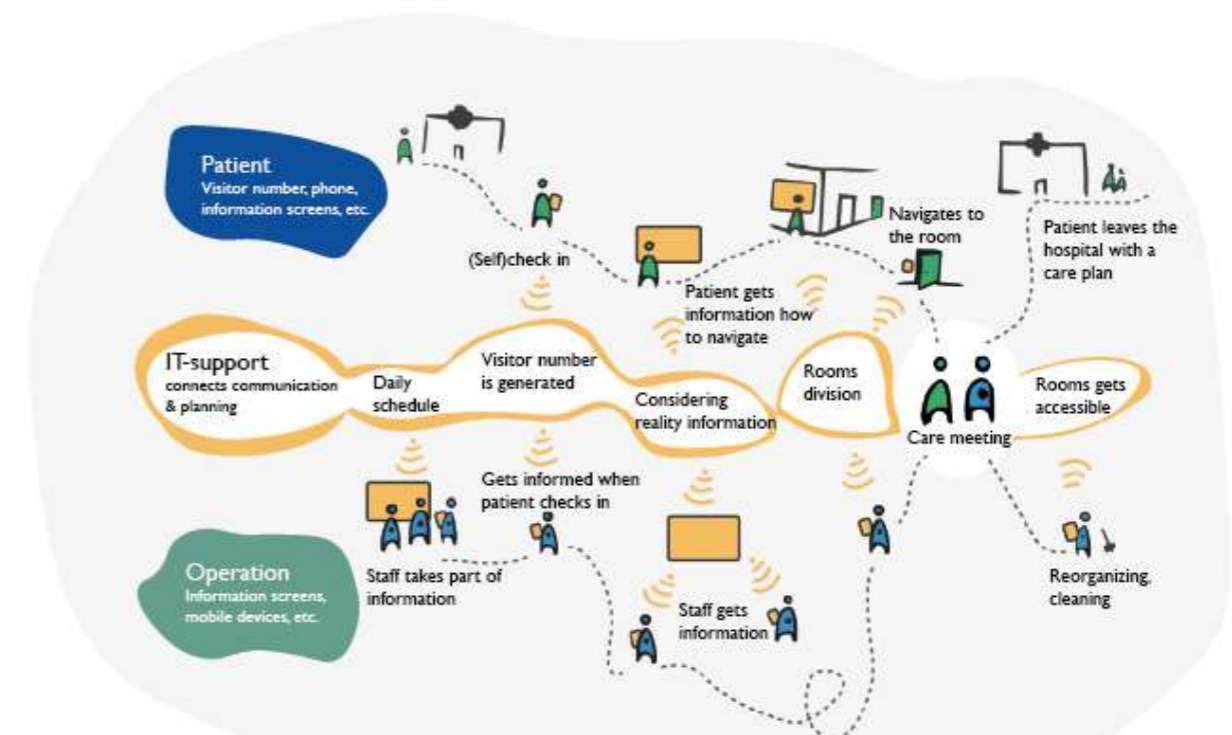 Patient
Visitor number, phone,
information screens, etc.
(Self)check in
Patient gets
information how
to navigate
Navigates to
the room
Patient leaves the
hospital with a
care plan
IT-support
connects communication
& planning
Daily
schedule
Visitor number
is generated
Considering
reality information
Rooms
division
Care meeting
Rooms gets
accessible
Operation
Information screens,
mobile devices, etc.
Staff takes part of
information
Gets informed when
patient checks in
Staff gets
information
Reorganizing,
cleaning